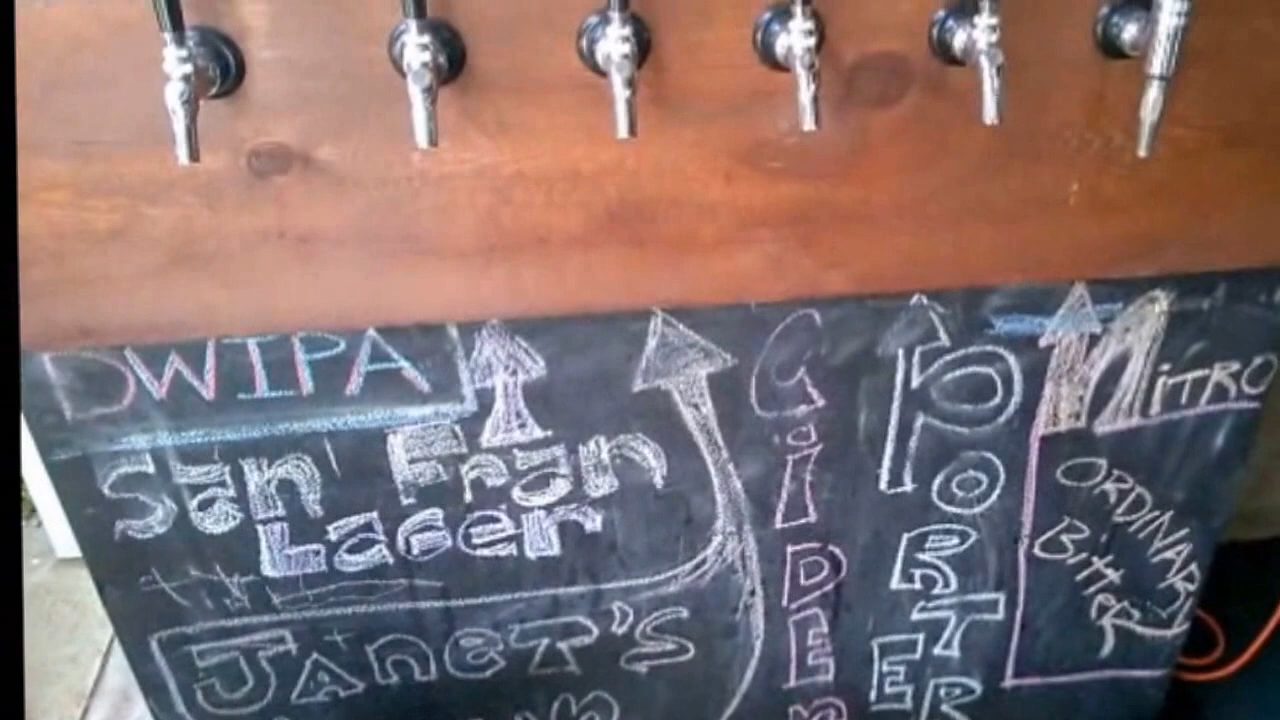 DWIPA
San Fran
Lager
JANET'S
CiDEr
PORTER
NiTRO
ORDINARY
BitteR